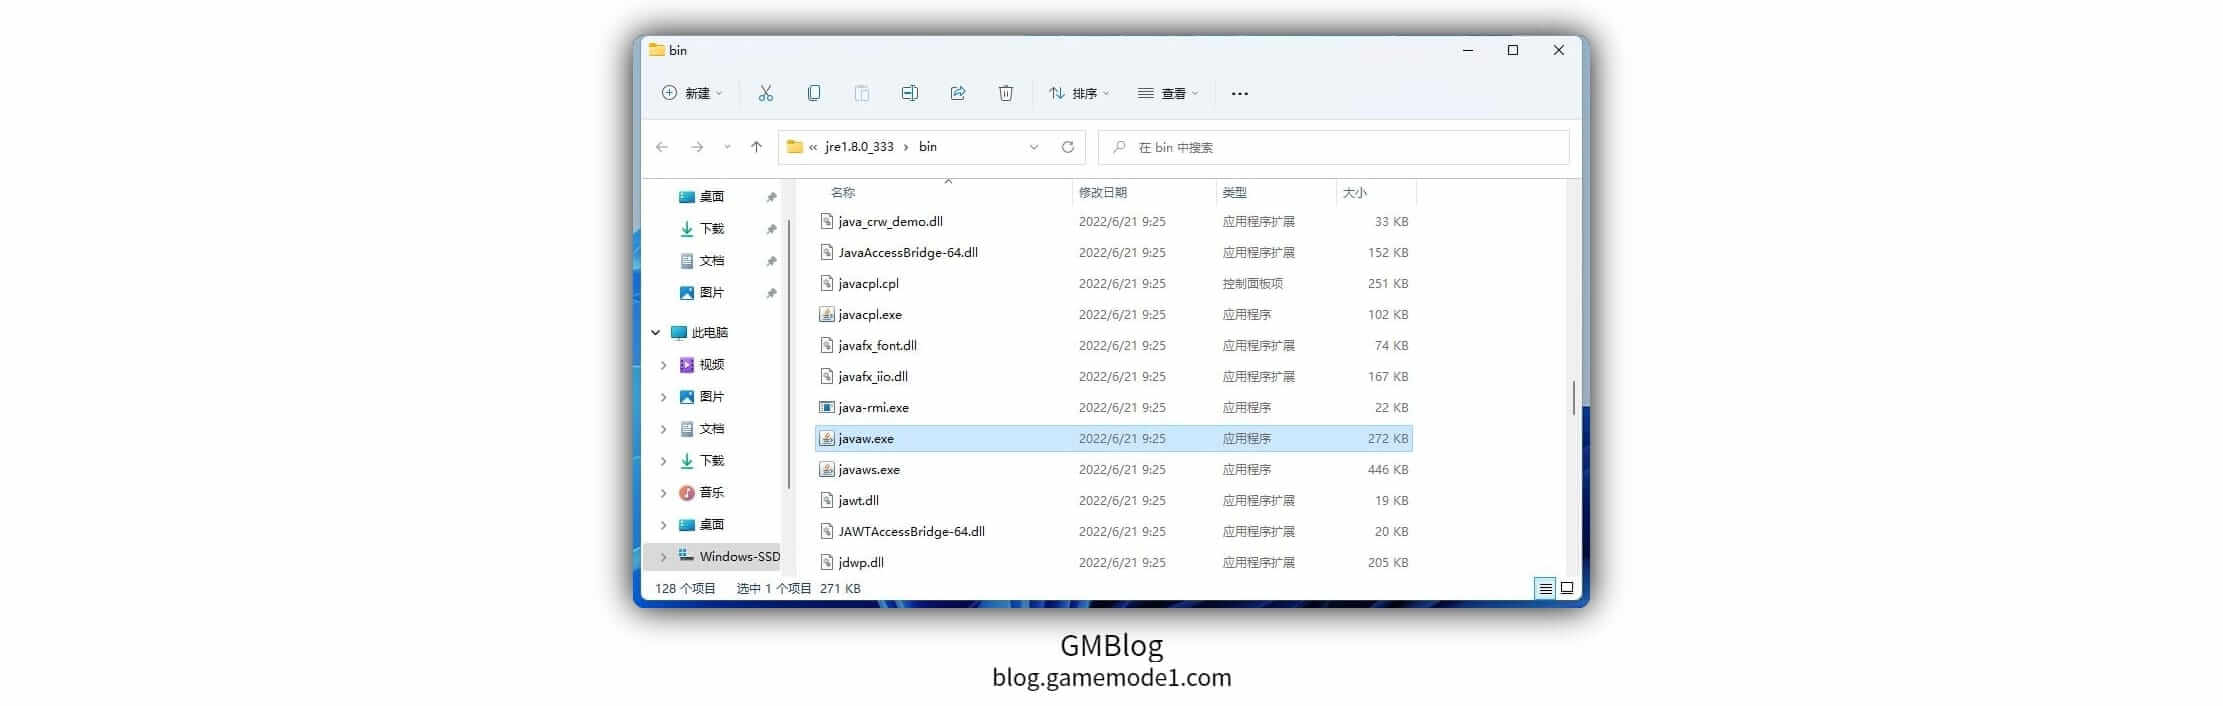 bin
新建 排序 查看 ...
« jre1.8.0_333 › bin 在 bin 中搜索
桌面
下载
文档
图片
此电脑
视频
图片
文档
下载
音乐
桌面
Windows-SSD
名称 修改日期 类型 大小
java_crw_demo.dll 2022/6/21 9:25 应用程序扩展 33 KB
JavaAccessBridge-64.dll 2022/6/21 9:25 应用程序扩展 152 KB
javacpl.cpl 2022/6/21 9:25 控制面板项 251 KB
javacpl.exe 2022/6/21 9:25 应用程序 102 KB
javafx_font.dll 2022/6/21 9:25 应用程序扩展 74 KB
javafx_iio.dll 2022/6/21 9:25 应用程序扩展 167 KB
java-rmi.exe 2022/6/21 9:25 应用程序 22 KB
javaw.exe 2022/6/21 9:25 应用程序 272 KB
javaws.exe 2022/6/21 9:25 应用程序 446 KB
jawt.dll 2022/6/21 9:25 应用程序扩展 19 KB
JAWTAccessBridge-64.dll 2022/6/21 9:25 应用程序扩展 20 KB
jdwp.dll 2022/6/21 9:25 应用程序扩展 205 KB
128 个项目 选中 1 个项目 271 KB
GMBlog
blog.gamemode1.com